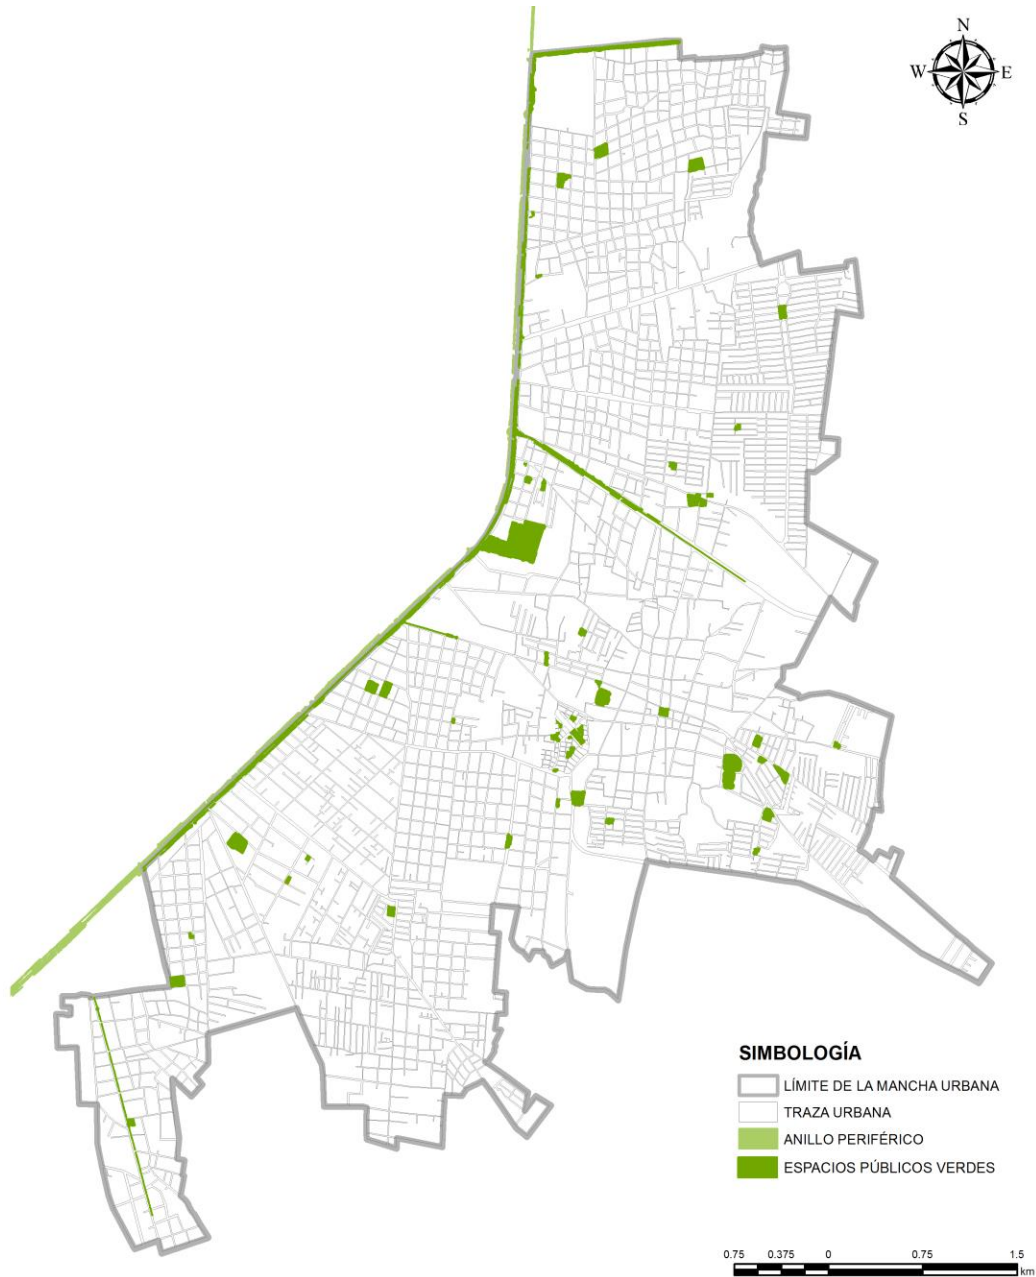 N
W E
S
SIMBOLOGÍA
LÍMITE DE LA MANCHA URBANA
TRAZA URBANA
ANILLO PERIFÉRICO
ESPACIOS PÚBLICOS VERDES
0.75 0.375 0 0.75 1.5
km